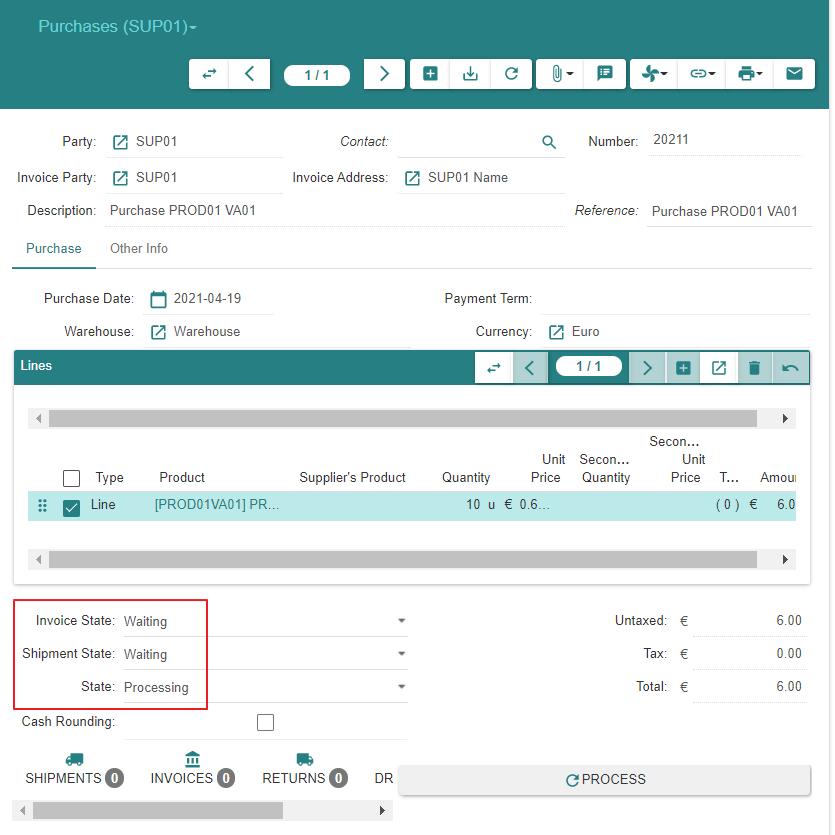 Purchases (SUP01)
1 / 1
Party: SUP01 Contact: Number: 20211
Invoice Party: SUP01 Invoice Address: SUP01 Name
Description: Purchase PROD01 VA01 Reference: Purchase PROD01 VA01
Purchase Other Info
Purchase Date: 2021-04-19 Payment Term:
Warehouse: Warehouse Currency: Euro
Lines 1 / 1
Type Product Supplier's Product Quantity Unit Price Secon... Quantity Secon... Unit Price T... Amoun
Line [PROD01VA01] PR... 10 u € 0.6... ( 0 ) € 6.0
Invoice State: Waiting Untaxed: € 6.00
Shipment State: Waiting Tax: € 0.00
State: Processing Total: € 6.00
Cash Rounding:
SHIPMENTS 0 INVOICES 0 RETURNS 0 DR PROCESS